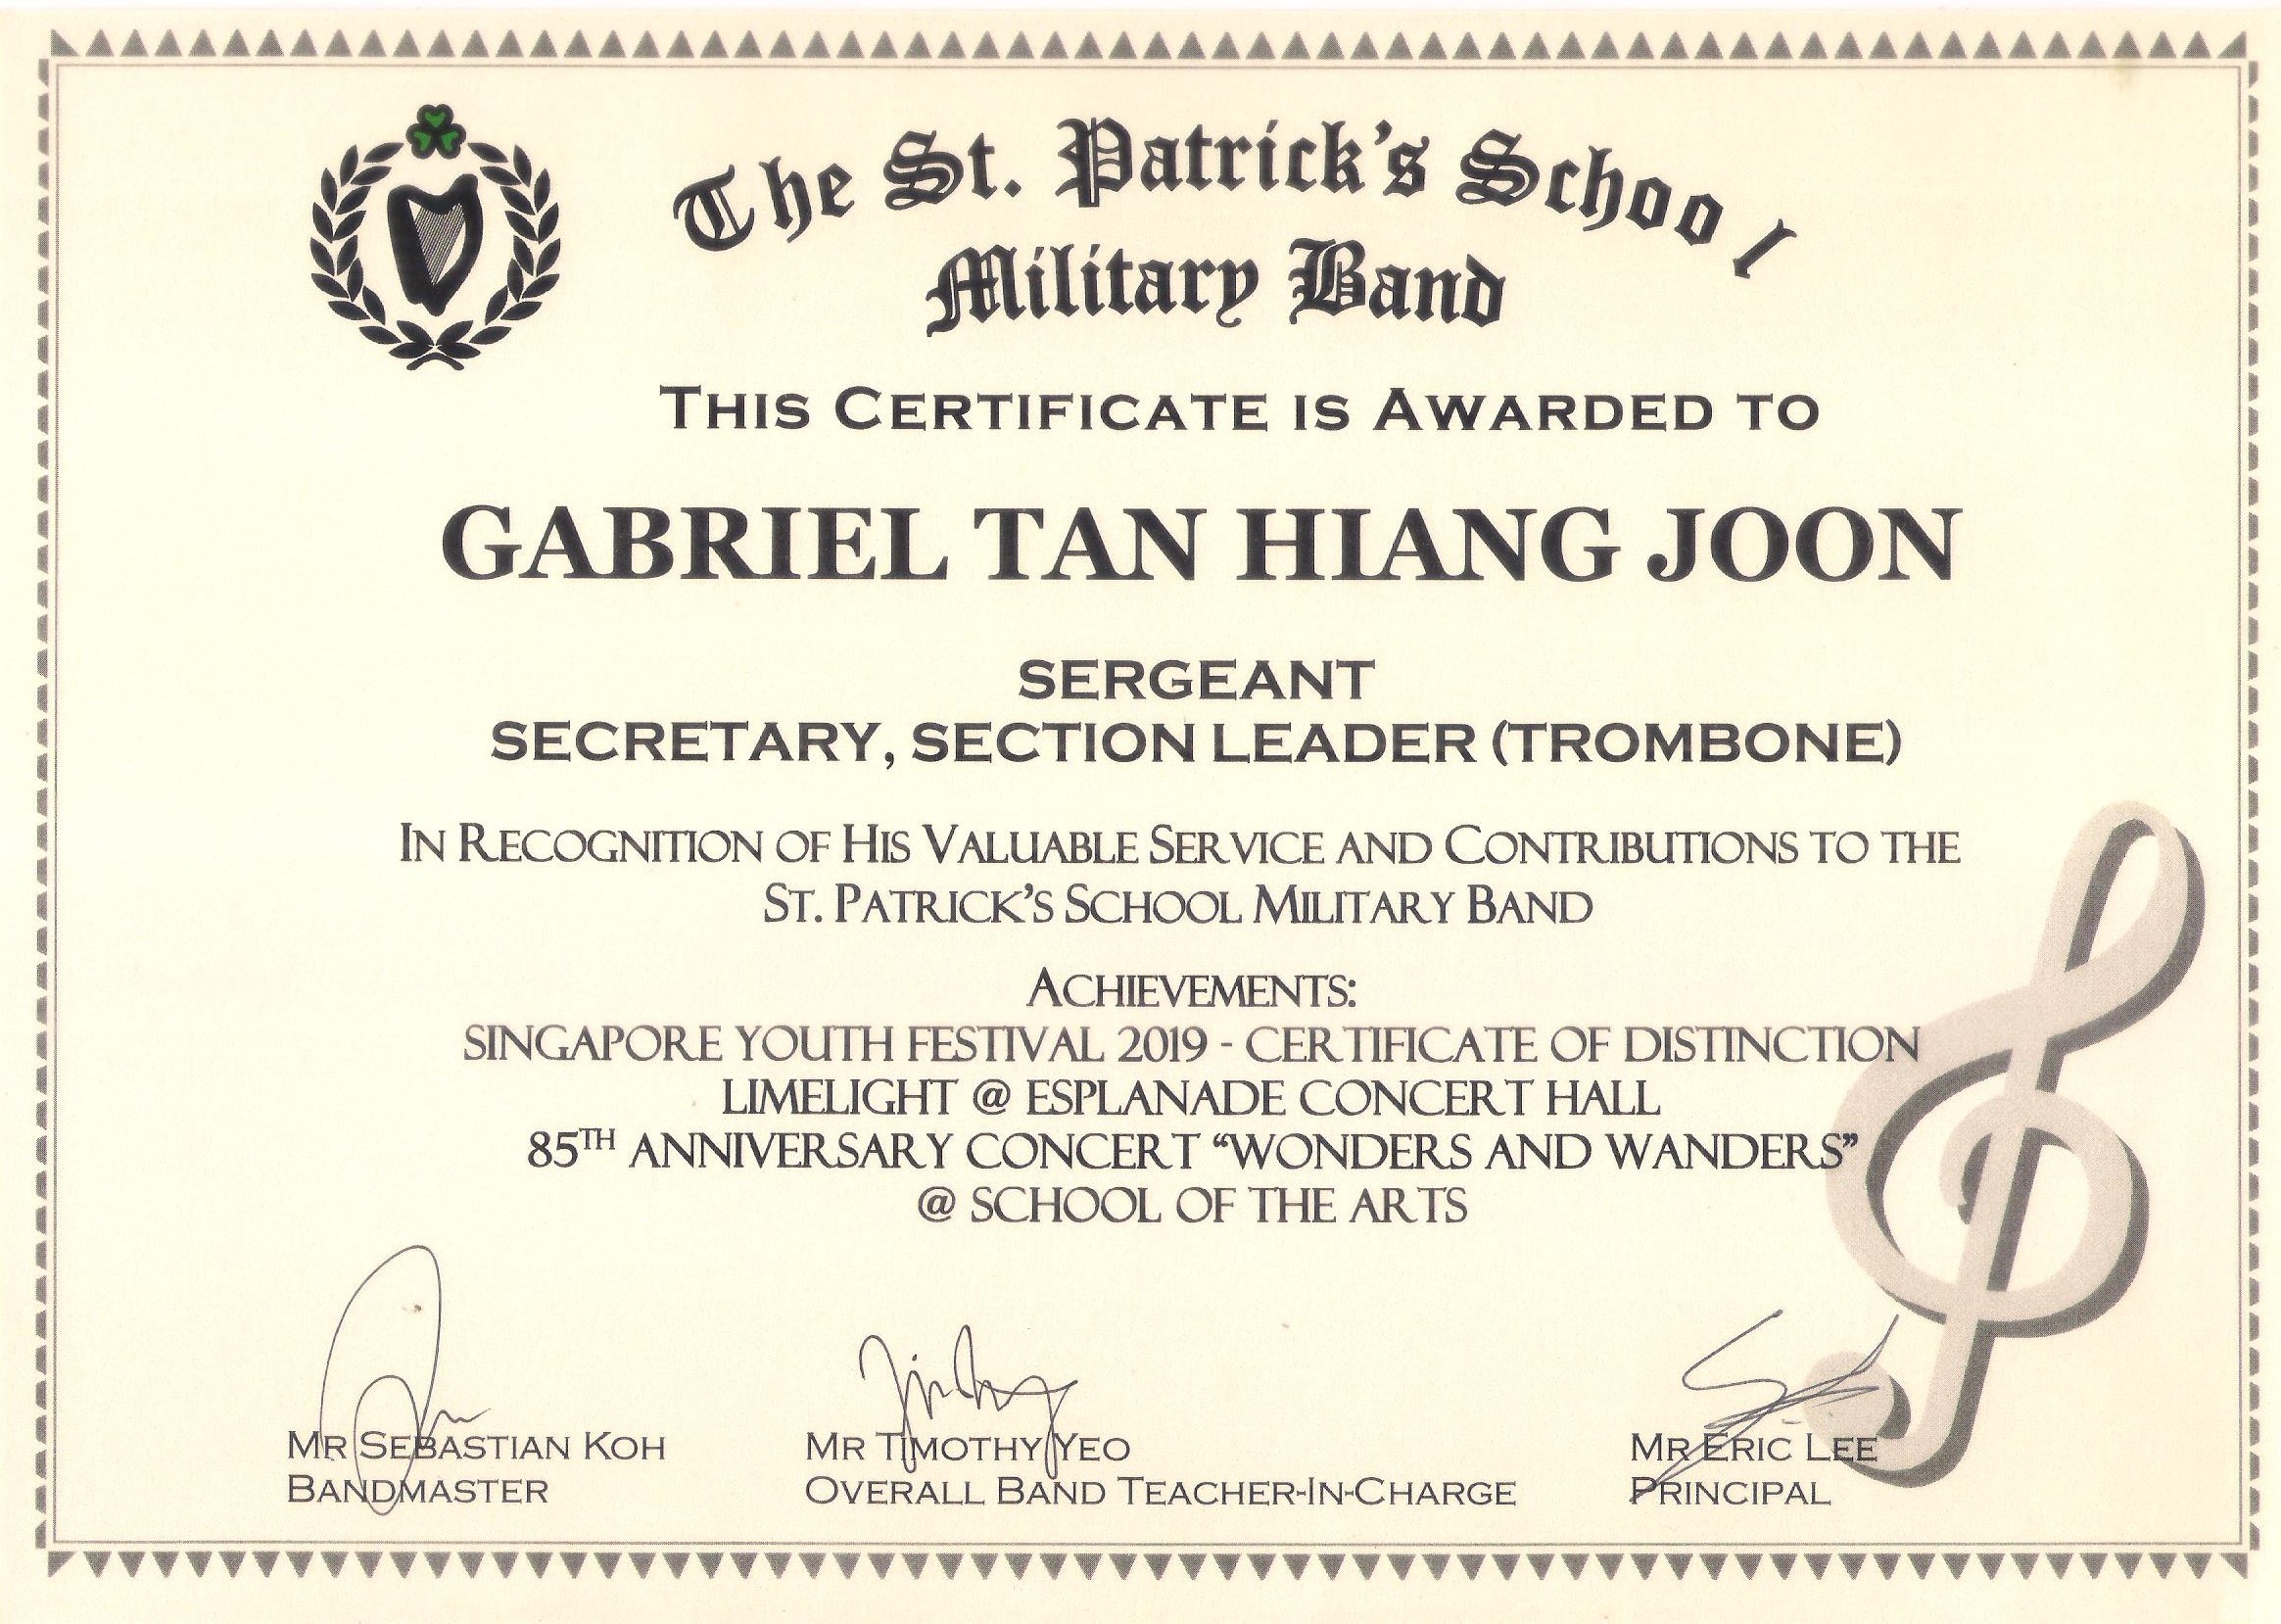 The St. Patrick's School
Military Band
THIS CERTIFICATE IS AWARDED TO
GABRIEL TAN HIANG JOON
SERGEANT
SECRETARY, SECTION LEADER (TROMBONE)
IN RECOGNITION OF HIS VALUABLE SERVICE AND CONTRIBUTIONS TO THE
ST. PATRICK'S SCHOOL MILITARY BAND
ACHIEVEMENTS:
SINGAPORE YOUTH FESTIVAL 2019 - CERTIFICATE OF DISTINCTION
LIMELIGHT @ ESPLANADE CONCERT HALL
85TH ANNIVERSARY CONCERT “WONDERS AND WANDERS”
@ SCHOOL OF THE ARTS
MR SEBASTIAN KOH
BANDMASTER
MR TIMOTHY YEO
OVERALL BAND TEACHER-IN-CHARGE
MR ERIC LEE
PRINCIPAL